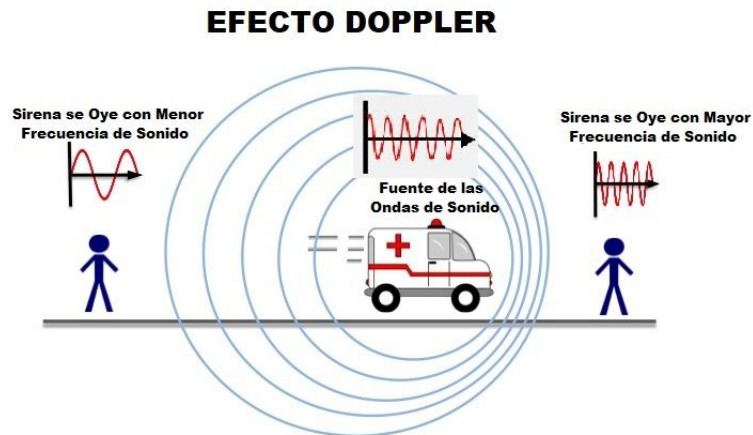 EFECTO DOPPLER
Sirena se Oye con Menor
Frecuencia de Sonido
Fuente de las
Ondas de Sonido
Sirena se Oye con Mayor
Frecuencia de Sonido